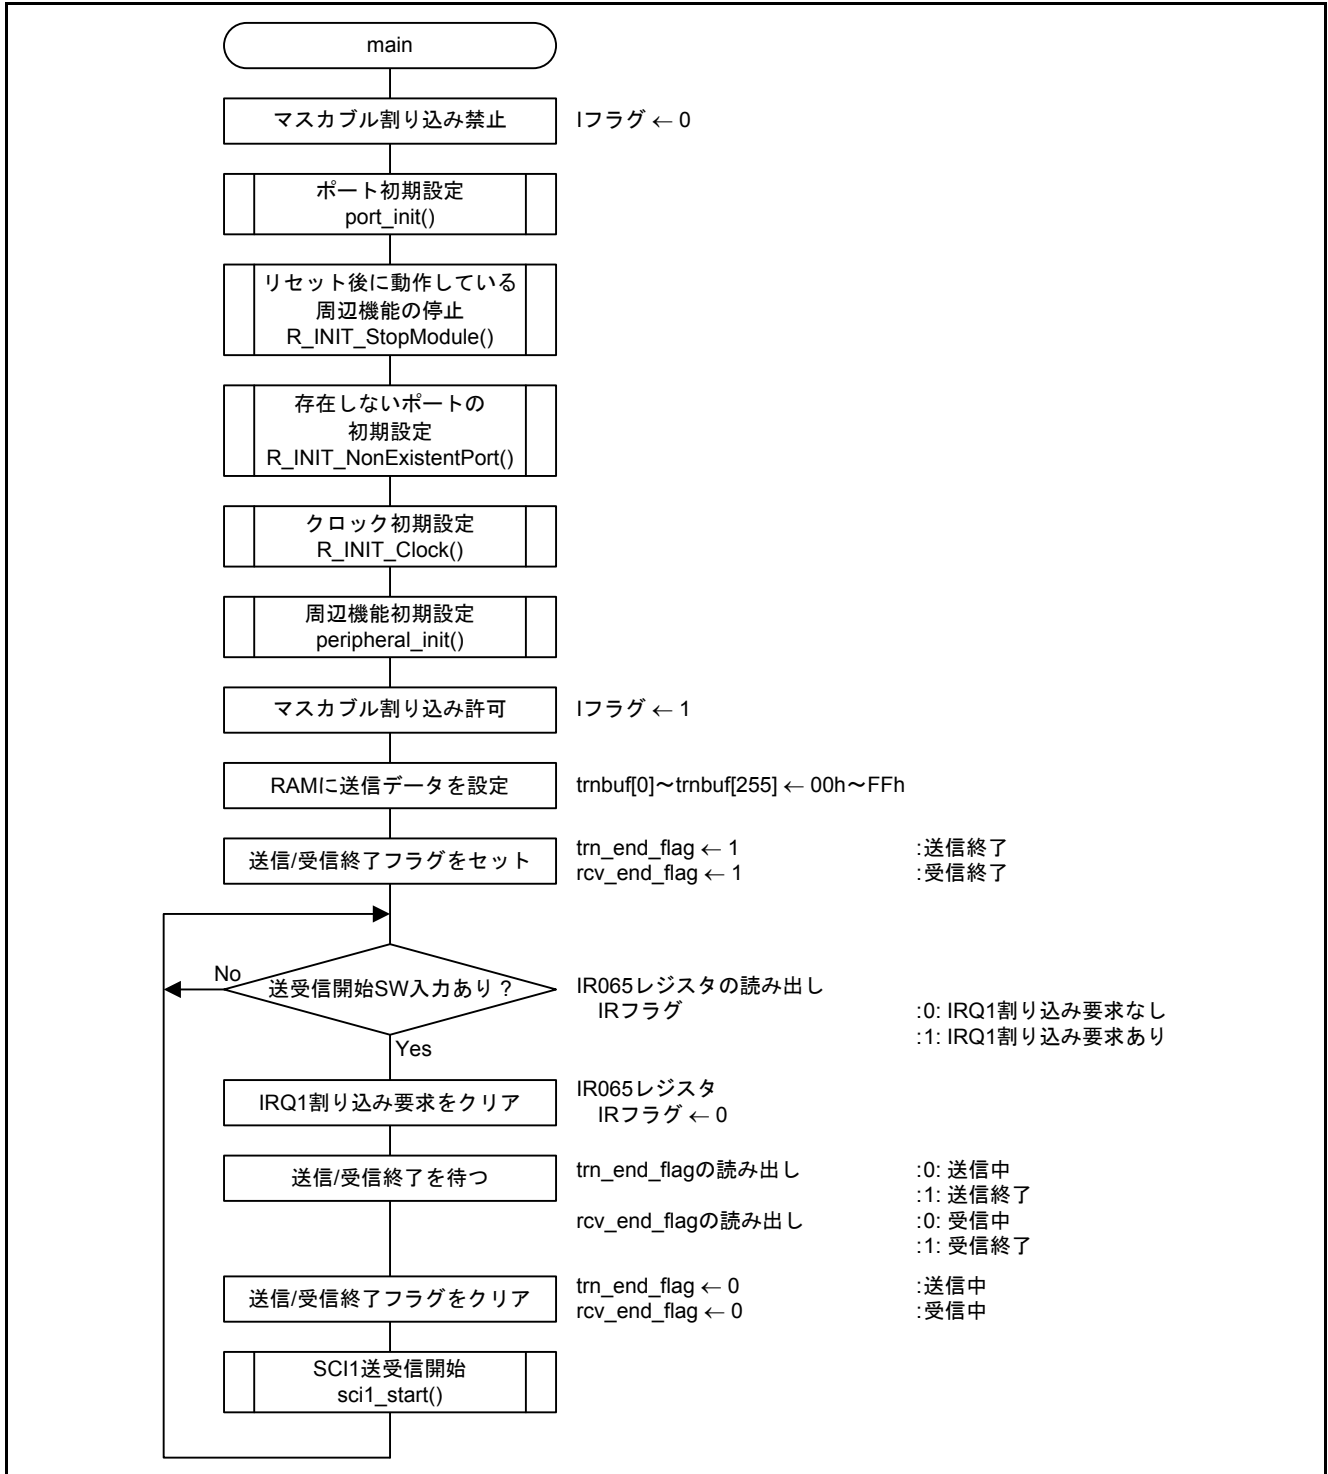 main
マスカブル割り込み禁止
Iフラグ ← 0
ポート初期設定
port_init()
リセット後に動作している
周辺機能の停止
R_INIT_StopModule()
存在しないポートの
初期設定
R_INIT_NonExistentPort()
クロック初期設定
R_INIT_Clock()
周辺機能初期設定
peripheral_init()
マスカブル割り込み許可
Iフラグ ← 1
RAMに送信データを設定
trnbuf[0]～trnbuf[255] ← 00h～FFh
送信/受信終了フラグをセット
trn_end_flag ← 1 :送信終了
rcv_end_flag ← 1 :受信終了
No
送受信開始SW入力あり？
Yes
IR065レジスタの読み出し
IRフラグ :0: IRQ1割り込み要求なし
:1: IRQ1割り込み要求あり
IRQ1割り込み要求をクリア
IR065レジスタ
IRフラグ ← 0
送信/受信終了を待つ
trn_end_flagの読み出し :0: 送信中
:1: 送信終了
rcv_end_flagの読み出し :0: 受信中
:1: 受信終了
送信/受信終了フラグをクリア
trn_end_flag ← 0 :送信中
rcv_end_flag ← 0 :受信中
SCI1送受信開始
sci1_start()